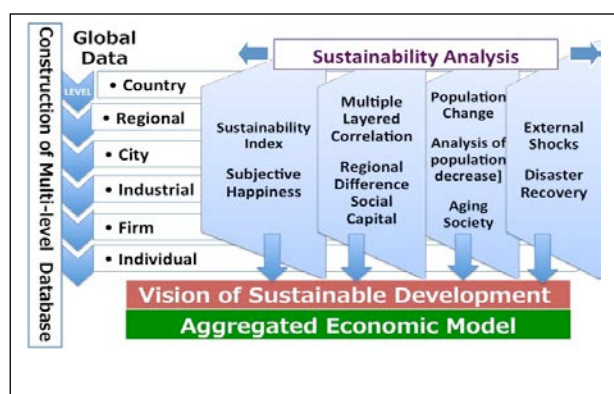 Construction of Multi-level Database
Global
Data
LEVEL
• Country
• Regional
• City
• Industrial
• Firm
• Individual
Sustainability Analysis
Sustainability
Index
Subjective
Happiness
Multiple
Layered
Correlation
Regional
Difference
Social
Capital
Population
Change
Analysis of
population
decrease]
Aging
Society
External
Shocks
Disaster
Recovery
Vision of Sustainable Development
Aggregated Economic Model